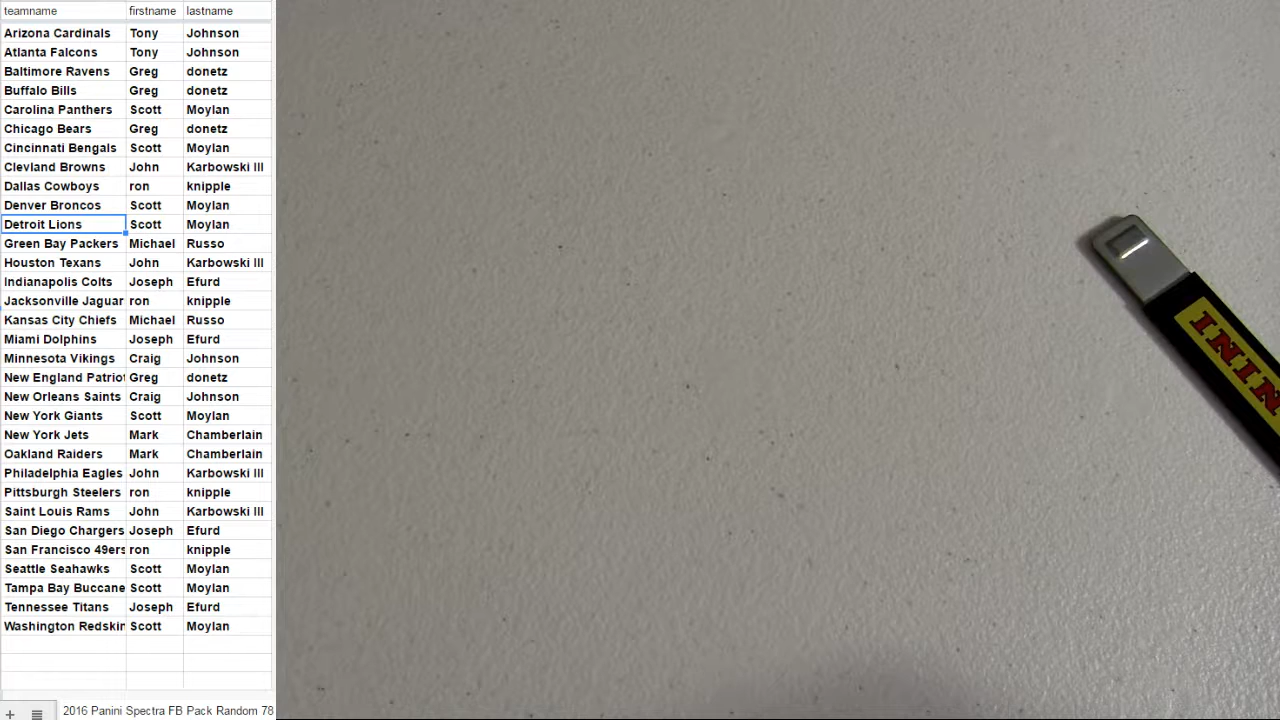 teamname firstname lastname
Arizona Cardinals Tony Johnson
Atlanta Falcons Tony Johnson
Baltimore Ravens Greg donetz
Buffalo Bills Greg donetz
Carolina Panthers Scott Moylan
Chicago Bears Greg donetz
Cincinnati Bengals Scott Moylan
Clevland Browns John Karbowski III
Dallas Cowboys ron knipple
Denver Broncos Scott Moylan
Detroit Lions Scott Moylan
Green Bay Packers Michael Russo
Houston Texans John Karbowski III
Indianapolis Colts Joseph Efurd
Jacksonville Jaguar ron knipple
Kansas City Chiefs Michael Russo
Miami Dolphins Joseph Efurd
Minnesota Vikings Craig Johnson
New England Patriot Greg donetz
New Orleans Saints Craig Johnson
New York Giants Scott Moylan
New York Jets Mark Chamberlain
Oakland Raiders Mark Chamberlain
Philadelphia Eagles John Karbowski III
Pittsburgh Steelers ron knipple
Saint Louis Rams John Karbowski III
San Diego Chargers Joseph Efurd
San Francisco 49ers ron knipple
Seattle Seahawks Scott Moylan
Tampa Bay Buccane Scott Moylan
Tennessee Titans Joseph Efurd
Washington Redskin Scott Moylan
2016 Panini Spectra FB Pack Random 78
ININ